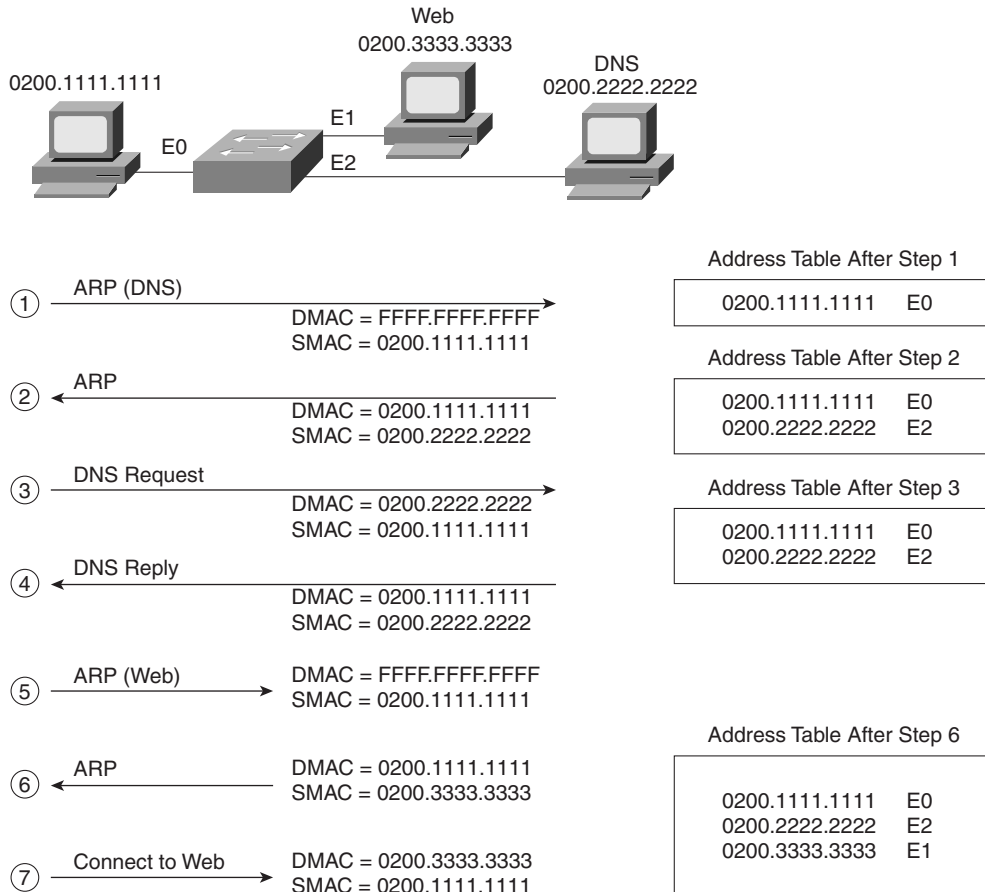 Web
0200.3333.3333
DNS
0200.2222.2222
0200.1111.1111
E0
E1
E2
Address Table After Step 1
1 ARP (DNS)
0200.1111.1111 E0
DMAC = FFFF.FFFF.FFFF
SMAC = 0200.1111.1111
Address Table After Step 2
2 ARP
0200.1111.1111 E0
0200.2222.2222 E2
DMAC = 0200.1111.1111
SMAC = 0200.2222.2222
3 DNS Request
Address Table After Step 3
DMAC = 0200.2222.2222
SMAC = 0200.1111.1111
0200.1111.1111 E0
0200.2222.2222 E2
4 DNS Reply
DMAC = 0200.1111.1111
SMAC = 0200.2222.2222
5 ARP (Web)
DMAC = FFFF.FFFF.FFFF
SMAC = 0200.1111.1111
Address Table After Step 6
6 ARP
DMAC = 0200.1111.1111
SMAC = 0200.3333.3333
0200.1111.1111 E0
0200.2222.2222 E2
0200.3333.3333 E1
7 Connect to Web
DMAC = 0200.3333.3333
SMAC = 0200.1111.1111